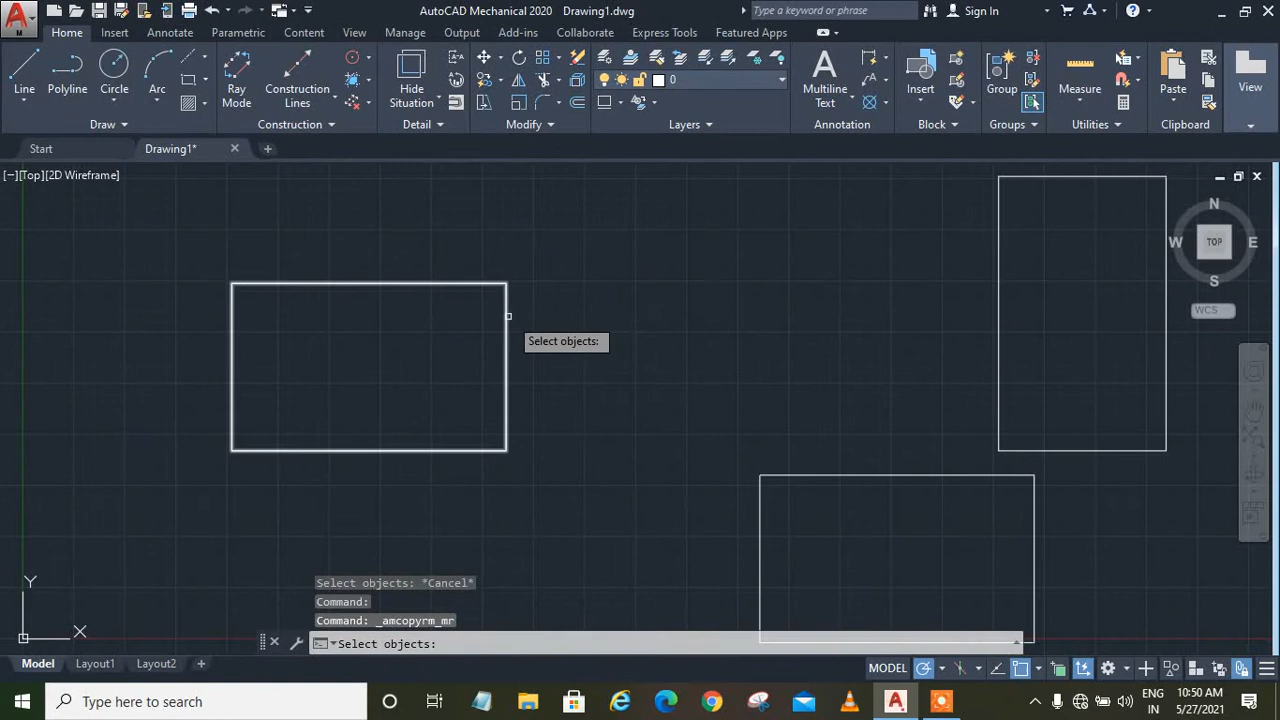 AutoCAD Mechanical 2020 Drawing1.dwg
Type a keyword or phrase
Sign In
M
Home Insert Annotate Parametric Content View Manage Output Add-ins Collaborate Express Tools Featured Apps
Line Polyline Circle Arc
Ray Mode
Construction Lines
Hide Situation
0
Multiline Text
Insert
Group
Measure
Paste
View
Draw Construction Detail Modify Layers Annotation Block Groups Utilities Clipboard
Start Drawing1*
[−][Top][2D Wireframe]
N
W TOP E
S
WCS
Select objects:
Select objects: *Cancel*
Command:
Command: _amcopyrm_mr
Select objects:
Y
X
Model Layout1 Layout2
MODEL
Type here to search
ENG
IN
10:50 AM
5/27/2021